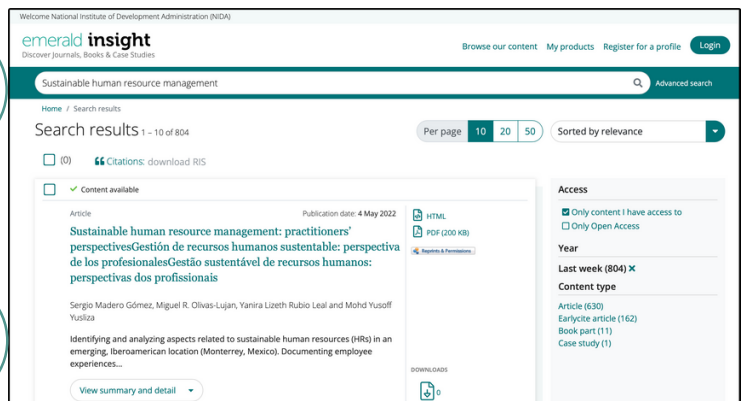 Welcome National Institute of Development Administration (NIDA)
emerald insight
Discover Journals, Books & Case Studies
Browse our content My products Register for a profile Login
Sustainable human resource management
Advanced search
Home / Search results
Search results 1 – 10 of 804
Per page 10 20 50
Sorted by relevance
(0) Citations: download RIS
Content available
Article Publication date: 4 May 2022
Sustainable human resource management: practitioners'
perspectivesGestión de recursos humanos sustentable: perspectiva
de los profesionalesGestão sustentável de recursos humanos:
perspectivas dos profissionais
Sergio Madero Gómez, Miguel R. Olivas-Lujan, Yanira Lizeth Rubio Leal and Mohd Yusoff
Yusliza
Identifying and analyzing aspects related to sustainable human resources (HRs) in an
emerging, Iberoamerican location (Monterrey, Mexico). Documenting employee
experiences...
View summary and detail
HTML
PDF (200 KB)
Reprints & Permissions
DOWNLOADS
0
Access
Only content I have access to
Only Open Access
Year
Last week (804) ✕
Content type
Article (630)
Earlycite article (162)
Book part (11)
Case study (1)